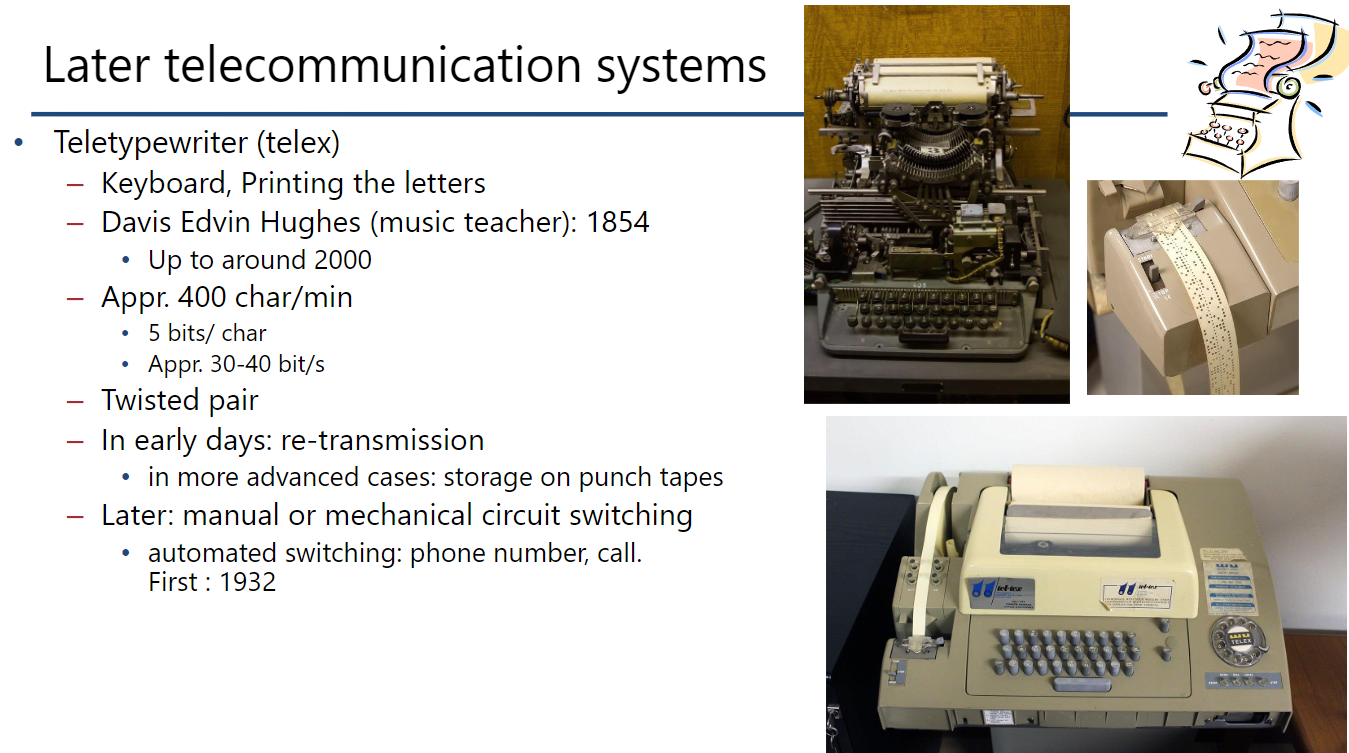 Later telecommunication systems
• Teletypewriter (telex)
– Keyboard, Printing the letters
– Davis Edvin Hughes (music teacher): 1854
• Up to around 2000
– Appr. 400 char/min
• 5 bits/ char
• Appr. 30-40 bit/s
– Twisted pair
– In early days: re-transmission
• in more advanced cases: storage on punch tapes
– Later: manual or mechanical circuit switching
• automated switching: phone number, call.
First : 1932
TELEX